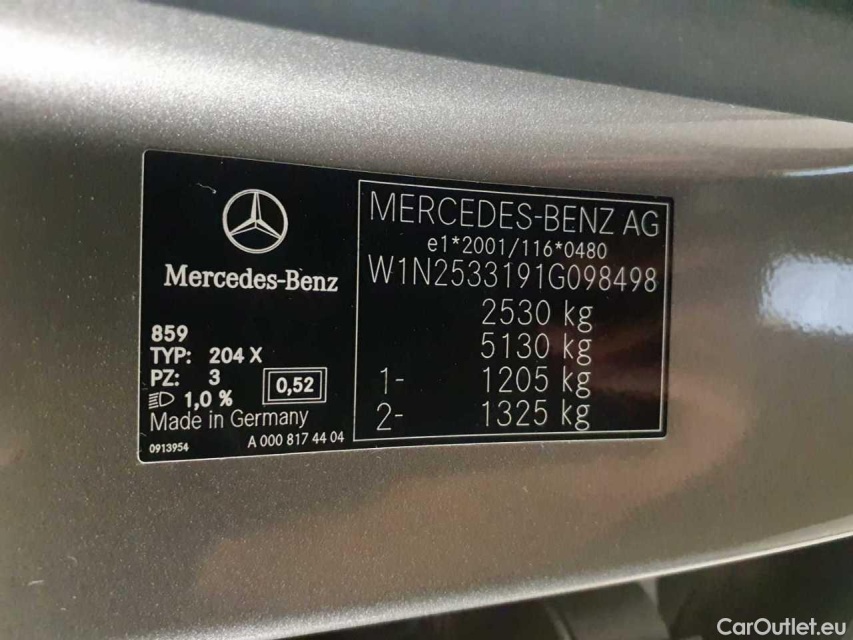 Mercedes-Benz
859
TYP: 204 X
PZ: 3
1,0 %
0,52
Made in Germany
0913954
A 000 817 44 04
MERCEDES-BENZ AG
e1*2001/116*0480
W1N2533191G098498
2530 kg
5130 kg
1- 1205 kg
2- 1325 kg
CarOutlet.eu